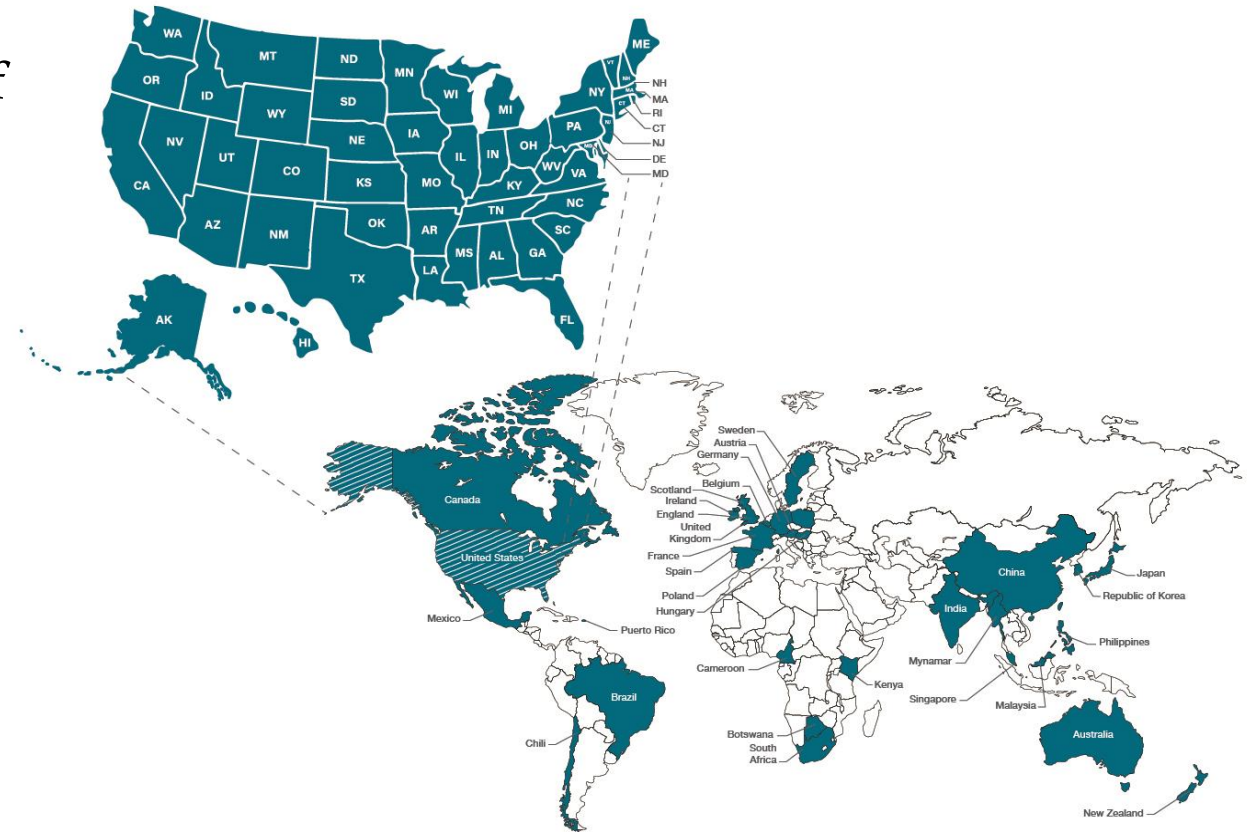 f
WA
MT
ND
MN
OR
ID
WY
SD
WI
MI
NY
VT
NH
ME
MA
CT
NJ
MD
NH
MA
RI
CT
NJ
DE
MD
NV
UT
CO
NE
IA
IL
IN
OH
PA
WV
VA
CA
KS
MO
KY
AZ
NM
OK
AR
TN
NC
SC
TX
LA
MS
AL
GA
FL
AK
HI
Canada
United States
Mexico
Puerto Rico
Brazil
Chili
Sweden
Austria
Germany
Belgium
Scotland
Ireland
England
United
Kingdom
France
Spain
Poland
Hungary
Cameroon
Kenya
Botswana
South
Africa
China
India
Japan
Republic of Korea
Philippines
Mynamar
Singapore
Malaysia
Australia
New Zealand